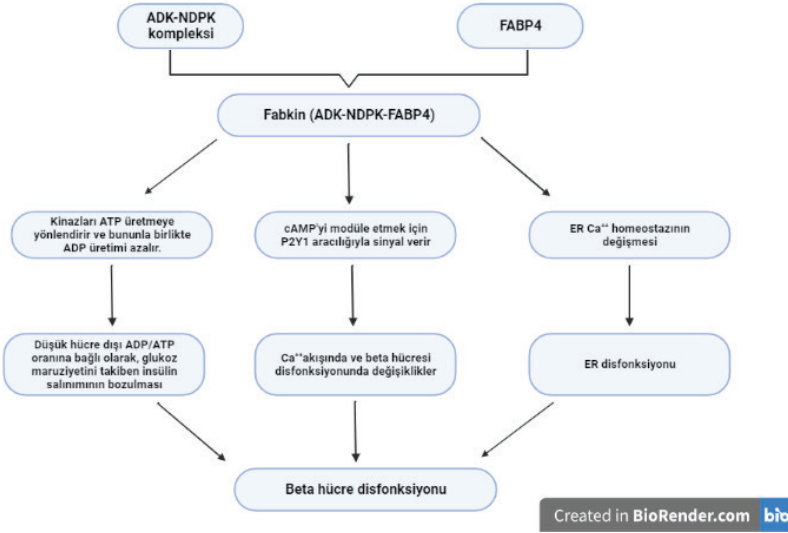 ADK-NDPK
kompleksi
FABP4
Fabkin (ADK-NDPK-FABP4)
Kinazları ATP üretmeye
yönlendirir ve bununla birlikte
ADP üretimi azalır.
cAMP'yi modüle etmek için
P2Y1 aracılığıyla sinyal verir
ER Ca⁺⁺ homeostazının
değişmesi
Düşük hücre dışı ADP/ATP
oranına bağlı olarak, glukoz
maruziyetini takiben insülin
salınımının bozulması
Ca⁺⁺akışında ve beta hücresi
disfonksiyonunda değişiklikler
ER disfonksiyonu
Beta hücre disfonksiyonu
Created in BioRender.com bio